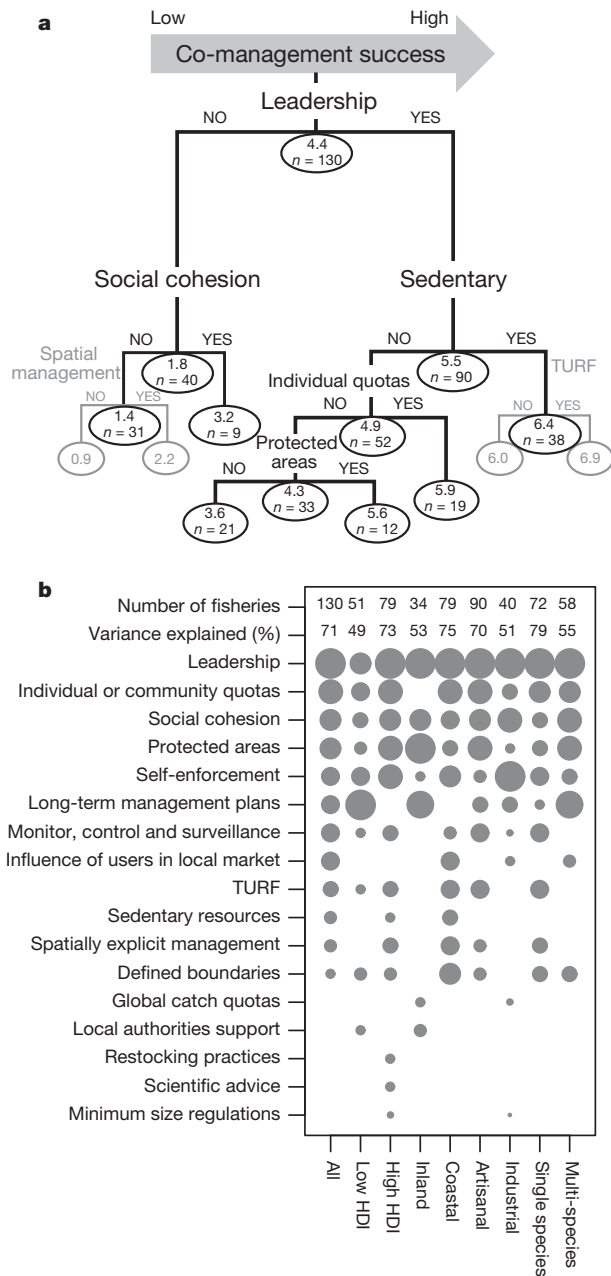 a
Low High
Co-management success
Leadership
NO YES
4.4
n = 130
Social cohesion Sedentary
NO YES NO YES
Spatial
management
1.8
n = 40
5.5
n = 90
TURF
Individual quotas
NO YES
1.4
n = 31
3.2
n = 9
NO YES
4.9
n = 52
NO YES
6.4
n = 38
0.9 2.2
Protected
areas
6.0 6.9
NO YES
4.3
n = 33
5.9
n = 19
3.6
n = 21
5.6
n = 12
b
Number of fisheries 130 51 79 34 79 90 40 72 58
Variance explained (%) 71 49 73 53 75 70 51 79 55
Leadership
Individual or community quotas
Social cohesion
Protected areas
Self-enforcement
Long-term management plans
Monitor, control and surveillance
Influence of users in local market
TURF
Sedentary resources
Spatially explicit management
Defined boundaries
Global catch quotas
Local authorities support
Restocking practices
Scientific advice
Minimum size regulations
All
Low HDI
High HDI
Inland
Coastal
Artisanal
Industrial
Single species
Multi-species